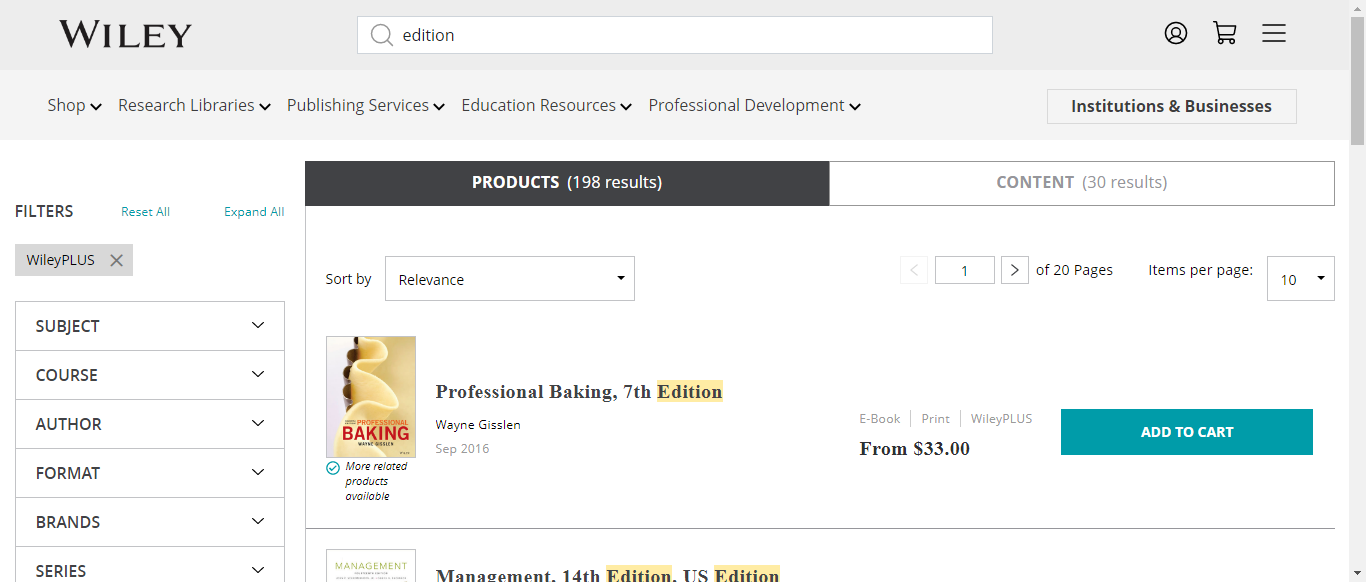 WILEY
edition
Shop
Research Libraries
Publishing Services
Education Resources
Professional Development
Institutions & Businesses
PRODUCTS (198 results)
CONTENT (30 results)
FILTERS
Reset All
Expand All
WileyPLUS
SUBJECT
COURSE
AUTHOR
FORMAT
BRANDS
SERIES
Sort by
Relevance
1
of 20 Pages
Items per page:
10
PROFESSIONAL
BAKING
WAYNE GISSLEN
More related
products
available
Professional Baking, 7th Edition
Wayne Gisslen
Sep 2016
E-Book
Print
WileyPLUS
From $33.00
ADD TO CART
MANAGEMENT
Management, 14th Edition, US Edition